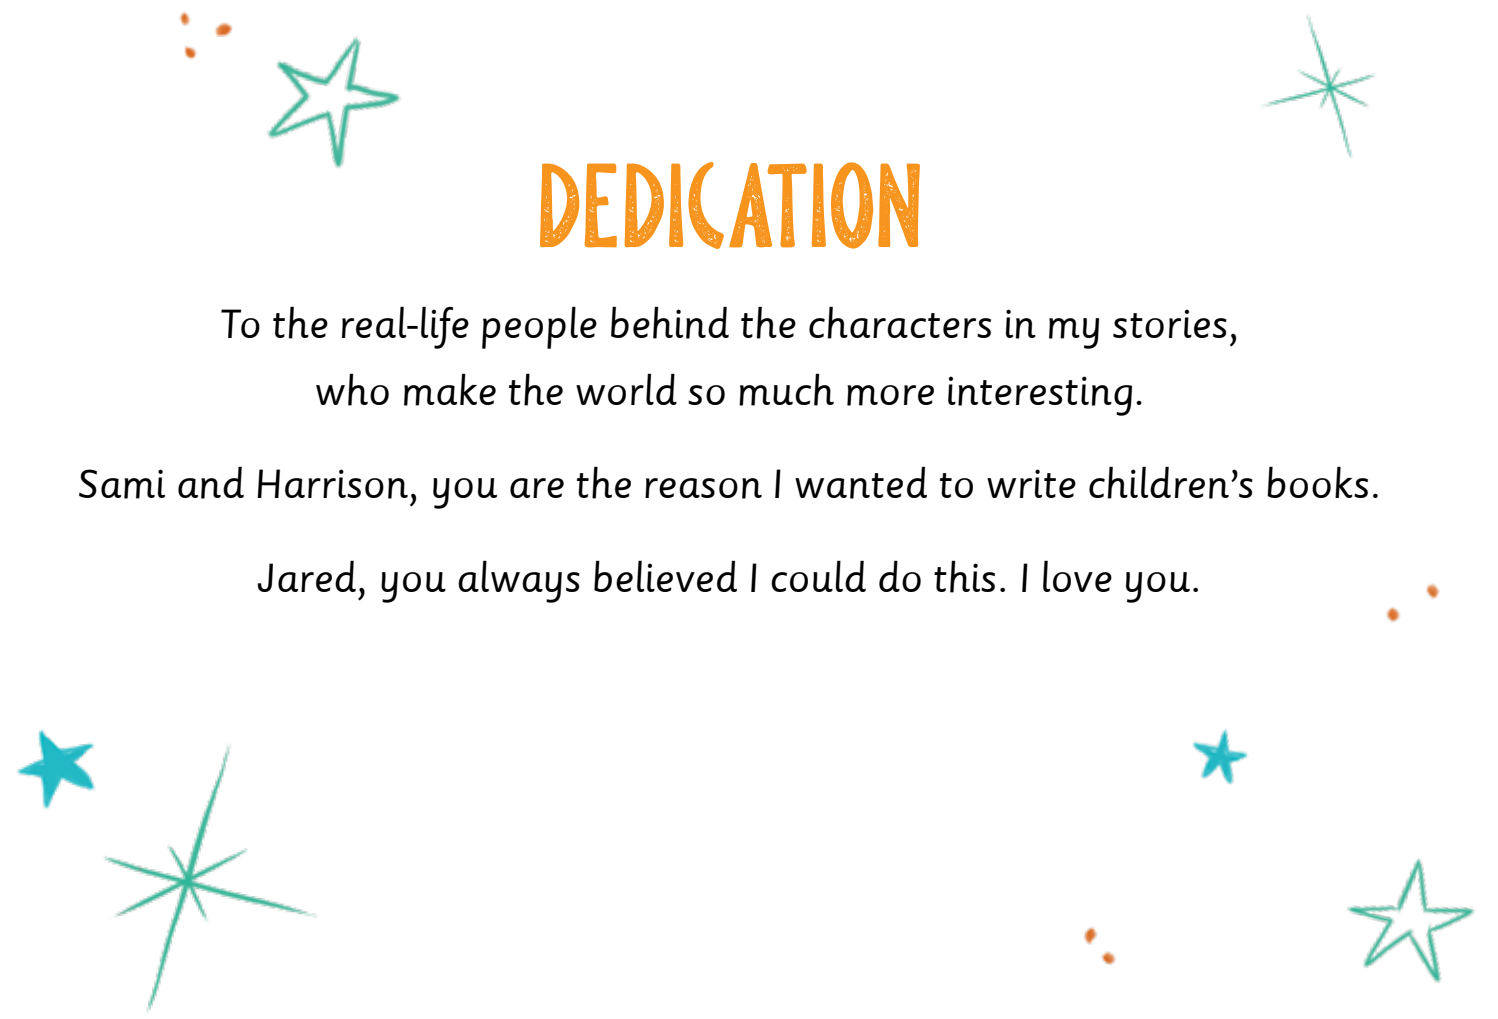 DEDICATION
To the real-life people behind the characters in my stories,
who make the world so much more interesting.
Sami and Harrison, you are the reason I wanted to write children’s books.
Jared, you always believed I could do this. I love you.